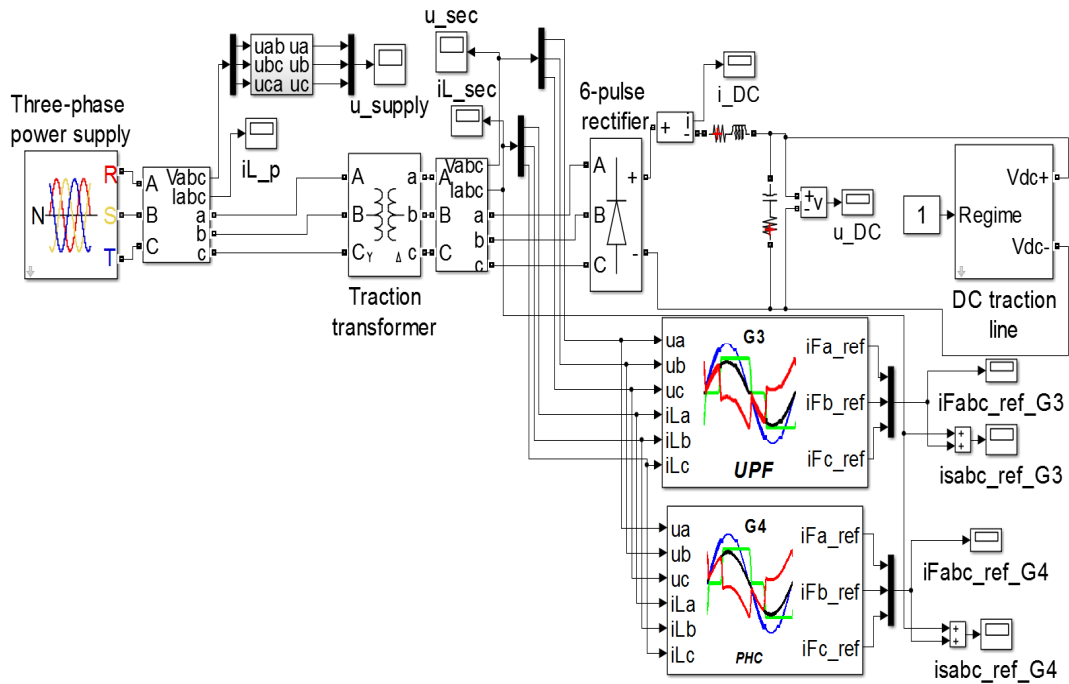 u_sec
uab ua
ubc ub
uca uc
u_supply
iL_sec
6-pulse
rectifier
i_DC
Three-phase
power supply
iL_p
R
S
T
N
A
B
C
Vabc
Iabc
a
b
c
A
B
C
Y
Δ
a
b
c
A
B
C
Vabc
Iabc
a
b
c
A
B
C
+
-
+
i
-
+
-
v
u_DC
1
Regime
Vdc+
Vdc-
Traction
transformer
DC traction
line
ua
ub
uc
iLa
iLb
iLc
G3
UPF
iFa_ref
iFb_ref
iFc_ref
iFabc_ref_G3
+
+
isabc_ref_G3
ua
ub
uc
iLa
iLb
iLc
G4
PHC
iFa_ref
iFb_ref
iFc_ref
iFabc_ref_G4
+
+
isabc_ref_G4